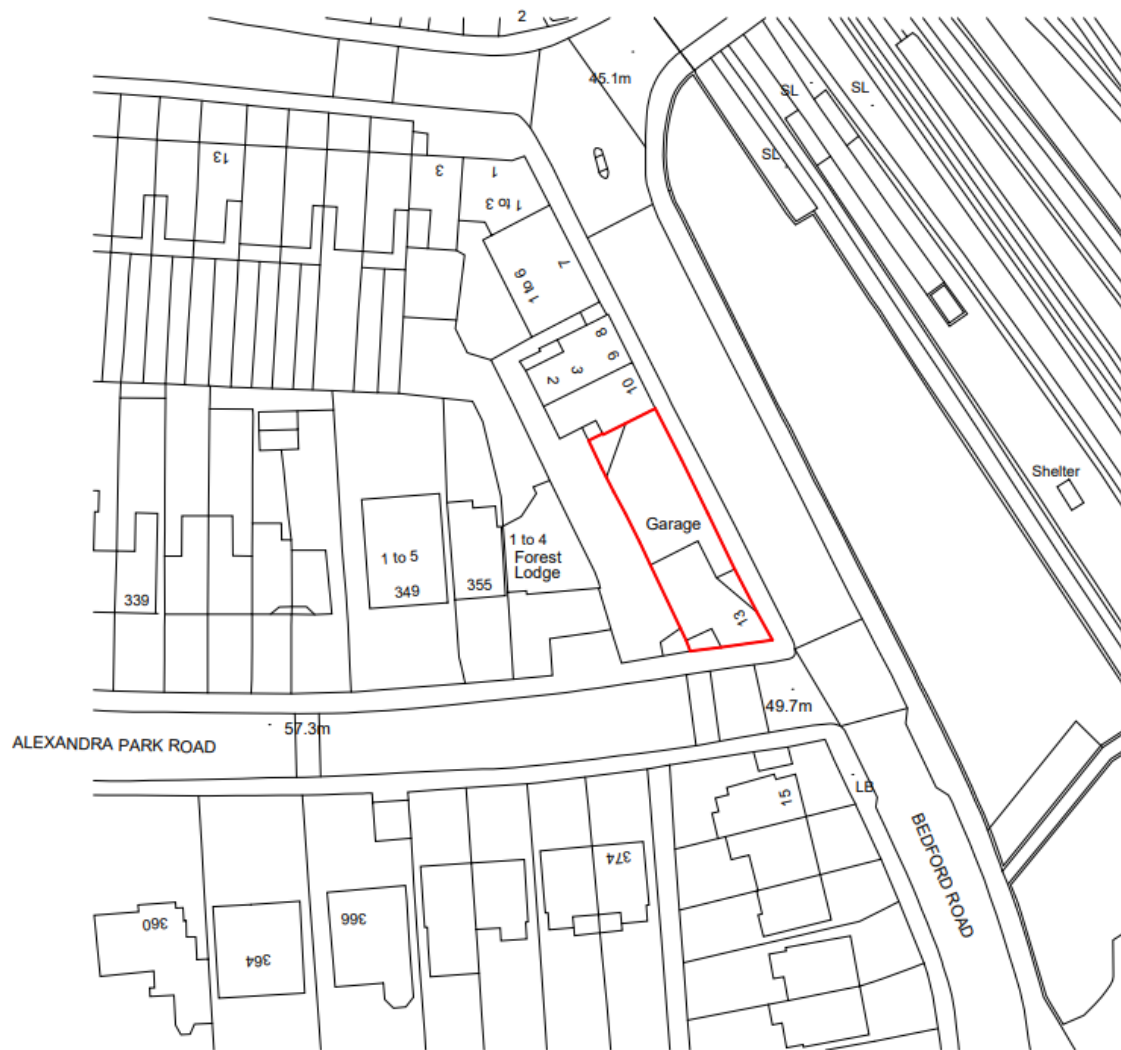 2
45.1m
SL
SL
SL
13
3
1
1 to 3
7
1 to 6
8
9
3
2
10
Shelter
Garage
1 to 4
Forest
Lodge
1 to 5
349
355
339
13
49.7m
57.3m
ALEXANDRA PARK ROAD
LB
15
BEDFORD ROAD
374
366
360
364